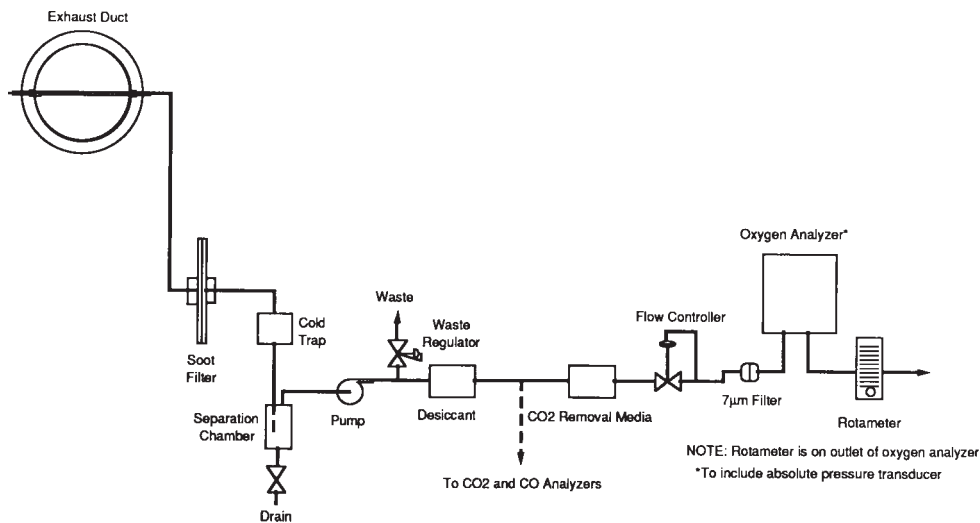 Exhaust Duct
Oxygen Analyzer*
Waste
Waste
Regulator
Flow Controller
Cold
Trap
Soot
Filter
Separation
Chamber
Pump
Desiccant
CO2 Removal Media
7µm Filter
Rotameter
NOTE: Rotameter is on outlet of oxygen analyzer
*To include absolute pressure transducer
To CO2 and CO Analyzers
Drain